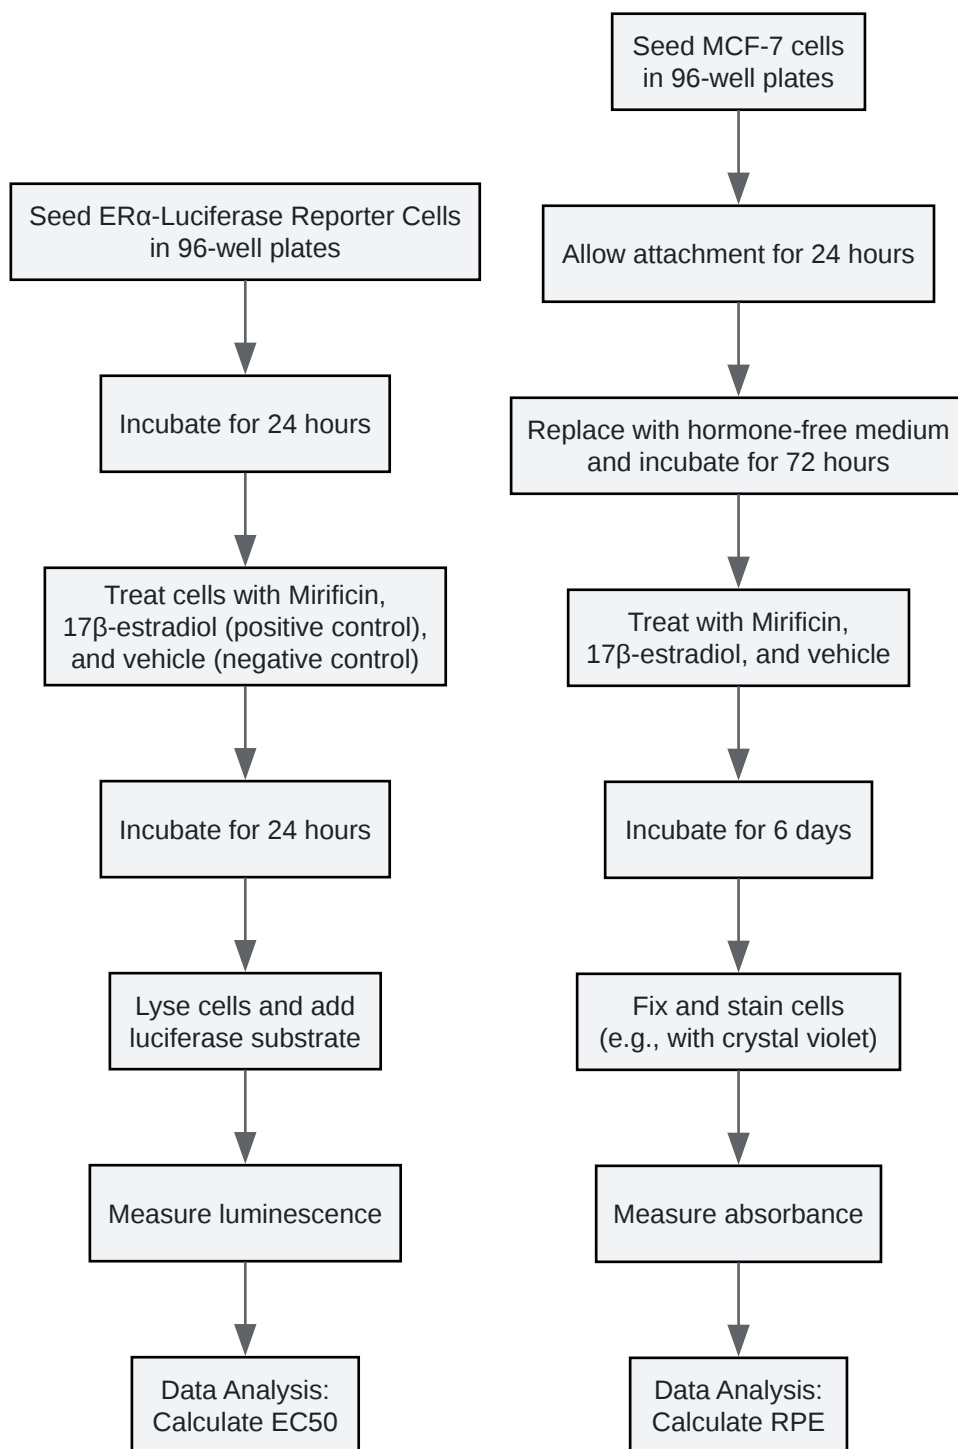 Seed ERα-Luciferase Reporter Cells
in 96-well plates
Incubate for 24 hours
Treat cells with Mirificin,
17β-estradiol (positive control),
and vehicle (negative control)
Incubate for 24 hours
Lyse cells and add
luciferase substrate
Measure luminescence
Data Analysis:
Calculate EC50
Seed MCF-7 cells
in 96-well plates
Allow attachment for 24 hours
Replace with hormone-free medium
and incubate for 72 hours
Treat with Mirificin,
17β-estradiol, and vehicle
Incubate for 6 days
Fix and stain cells
(e.g., with crystal violet)
Measure absorbance
Data Analysis:
Calculate RPE